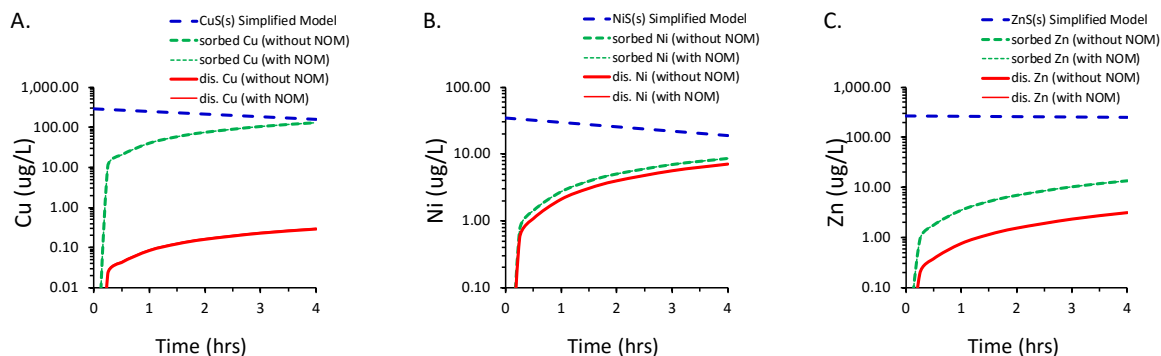 A.
CuS(s) Simplified Model
sorbed Cu (without NOM)
sorbed Cu (with NOM)
dis. Cu (without NOM)
dis. Cu (with NOM)
Cu (ug/L)
1,000.00
100.00
10.00
1.00
0.10
0.01
0 1 2 3 4
Time (hrs)
B.
NiS(s) Simplified Model
sorbed Ni (without NOM)
sorbed Ni (with NOM)
dis. Ni (without NOM)
dis. Ni (with NOM)
Ni (ug/L)
100.00
10.00
1.00
0.10
0 1 2 3 4
Time (hrs)
C.
ZnS(s) Simplified Model
sorbed Zn (without NOM)
sorbed Zn (with NOM)
dis. Zn (without NOM)
dis. Zn (with NOM)
Zn (ug/L)
1,000.00
100.00
10.00
1.00
0.10
0 1 2 3 4
Time (hrs)